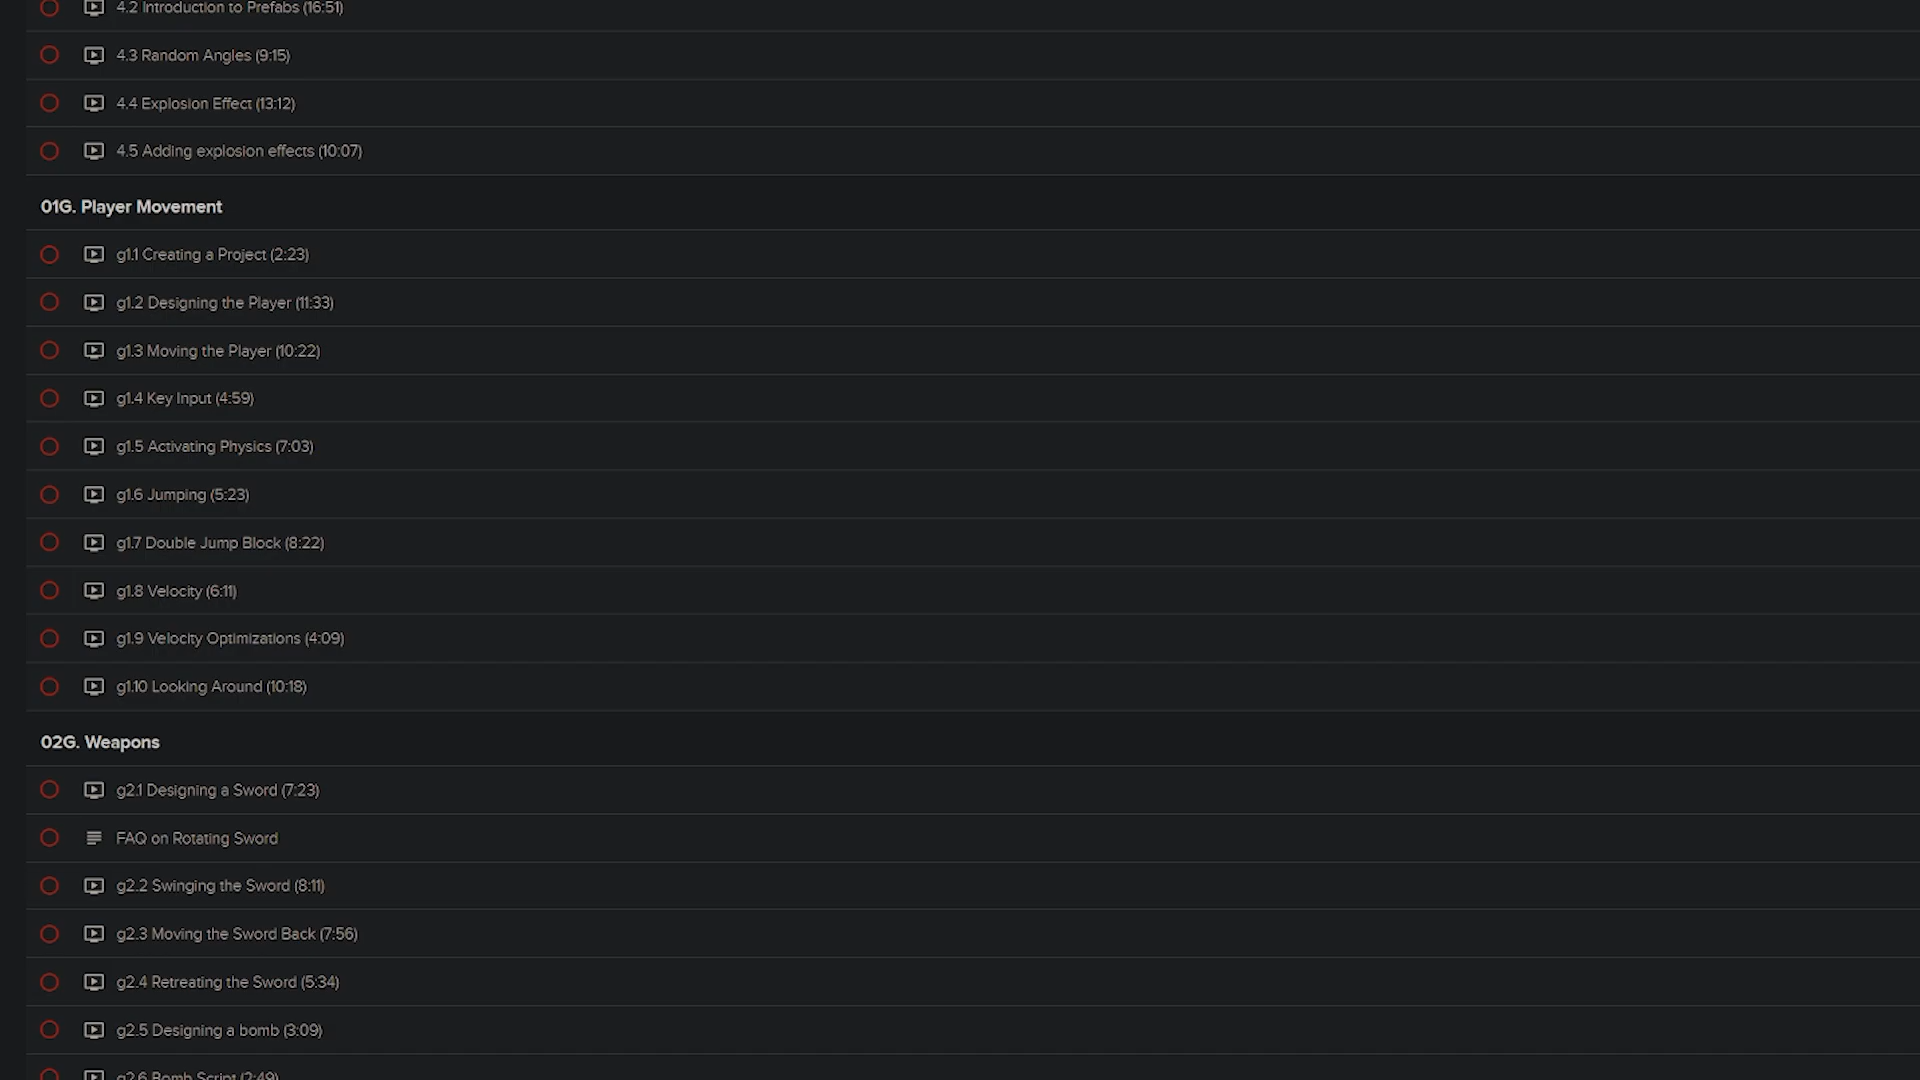 4.2 Introduction to Prefabs (16:51)
4.3 Random Angles (9:15)
4.4 Explosion Effect (13:12)
4.5 Adding explosion effects (10:07)
01G. Player Movement
g1.1 Creating a Project (2:23)
g1.2 Designing the Player (11:33)
g1.3 Moving the Player (10:22)
g1.4 Key Input (4:59)
g1.5 Activating Physics (7:03)
g1.6 Jumping (5:23)
g1.7 Double Jump Block (8:22)
g1.8 Velocity (6:11)
g1.9 Velocity Optimizations (4:09)
g1.10 Looking Around (10:18)
02G. Weapons
g2.1 Designing a Sword (7:23)
FAQ on Rotating Sword
g2.2 Swinging the Sword (8:11)
g2.3 Moving the Sword Back (7:56)
g2.4 Retreating the Sword (5:34)
g2.5 Designing a bomb (3:09)
g2.6 Bomb Script (2:49)